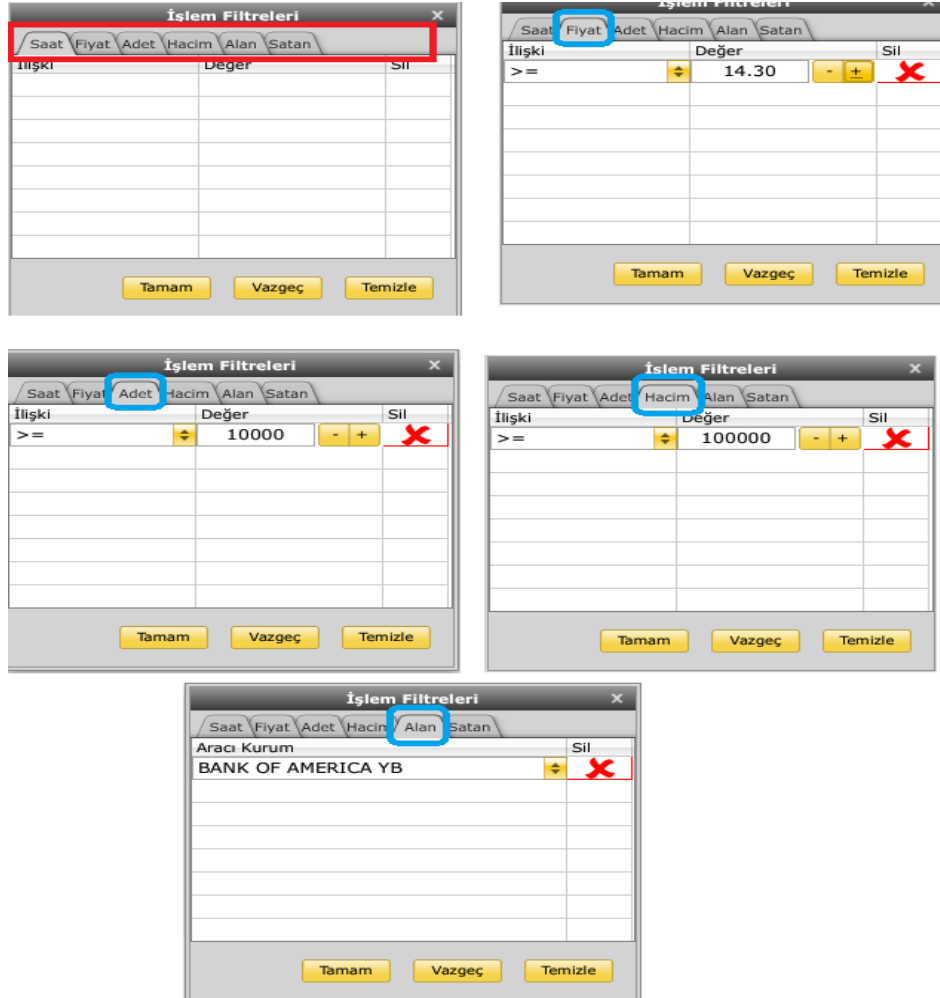 İşlem Filtreleri x
Saat Fiyat Adet Hacim Alan Satan
İlişki Değer Sil
Tamam Vazgeç Temizle
İşlem Filtreleri x
Saat Fiyat Adet Hacim Alan Satan
İlişki Değer Sil
>= 14.30 - +
Tamam Vazgeç Temizle
İşlem Filtreleri x
Saat Fiyat Adet Hacim Alan Satan
İlişki Değer Sil
>= 10000 - +
Tamam Vazgeç Temizle
İşlem Filtreleri x
Saat Fiyat Adet Hacim Alan Satan
İlişki Değer Sil
>= 100000 - +
Tamam Vazgeç Temizle
İşlem Filtreleri x
Saat Fiyat Adet Hacim Alan Satan
Aracı Kurum Sil
BANK OF AMERICA YB
Tamam Vazgeç Temizle